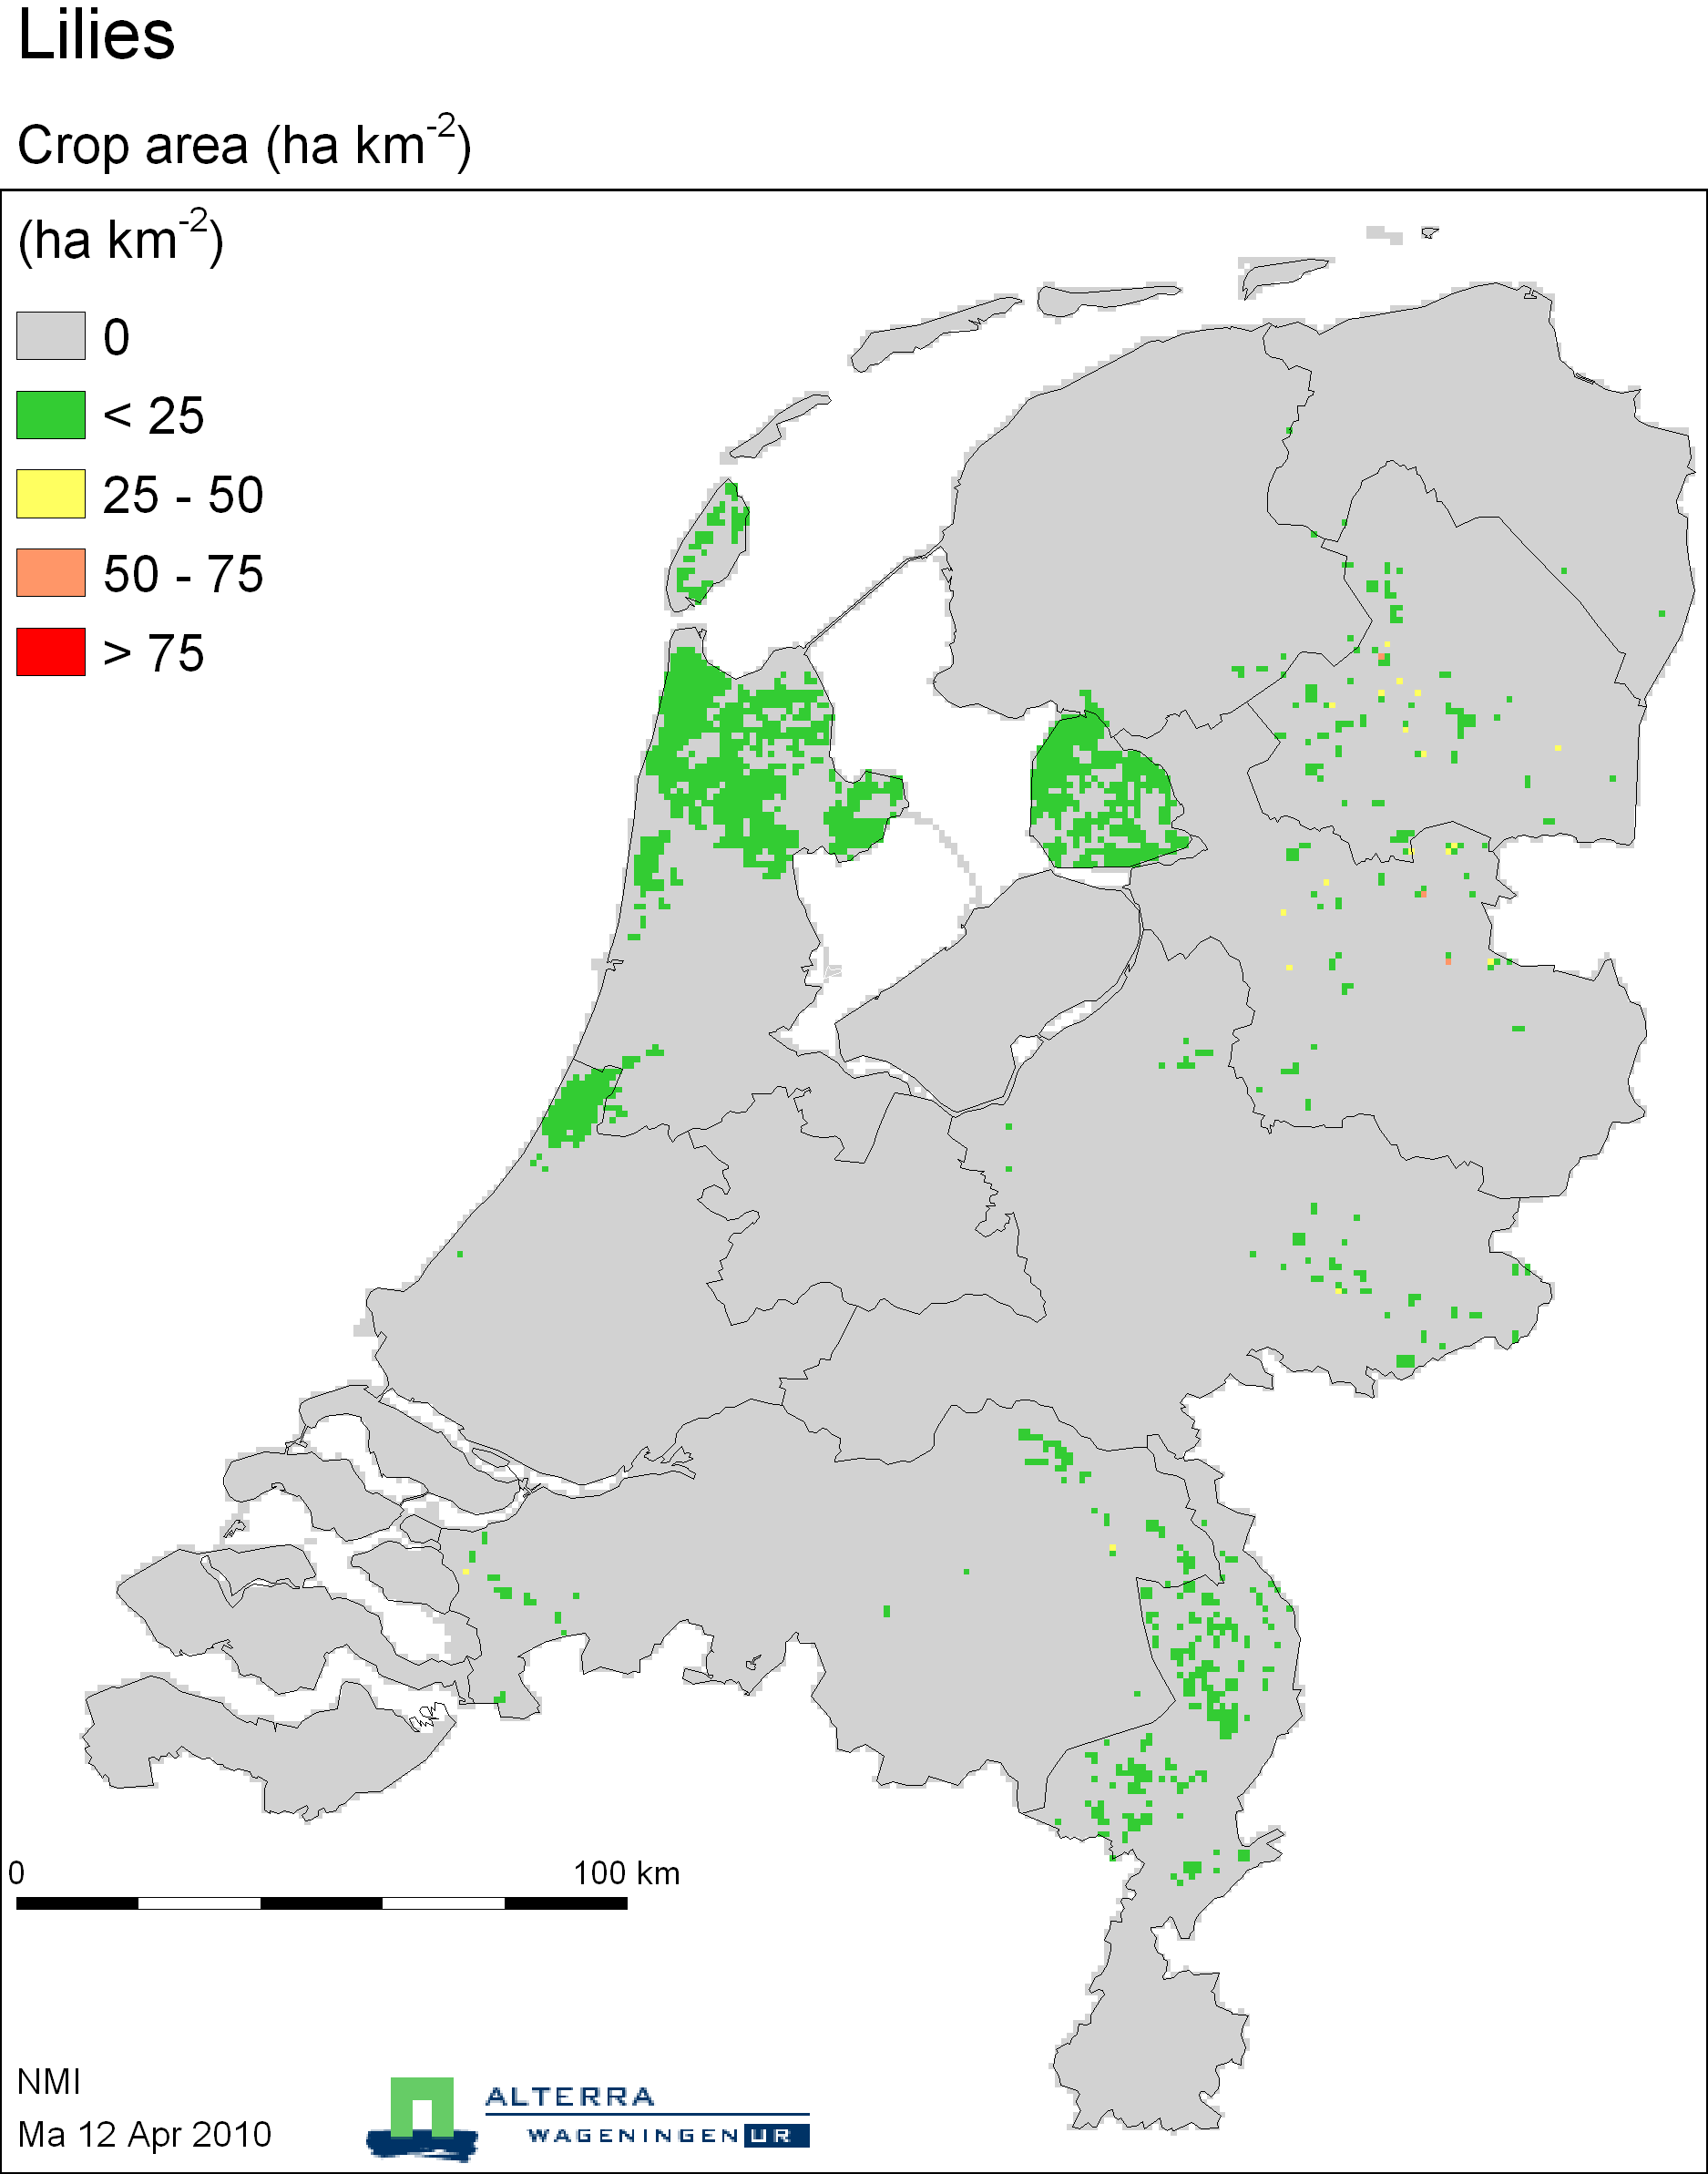 Lilies
Crop area (ha km-2)
(ha km-2)
0
< 25
25 - 50
50 - 75
> 75
0 100 km
NMI
Ma 12 Apr 2010
ALTERRA
WAGENINGEN UR